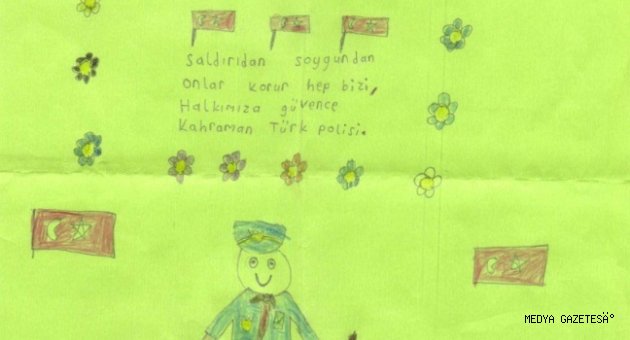 Saldırıdan soygundan
Onlar korur hep bizi,
Halkımıza güvence
Kahraman Türk polisi.
MEDYA GAZETESÄ°